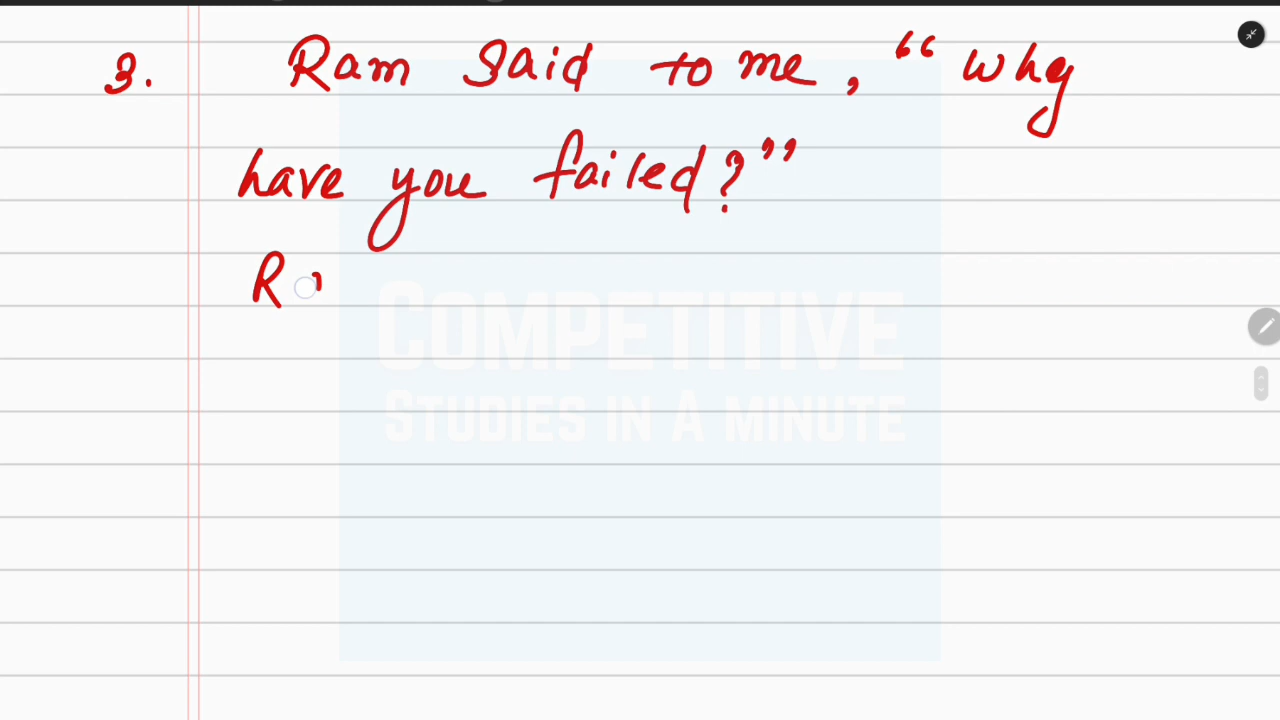 3. Ram Said to me, “ why
have you failed?”
R
COMPETITIVE
STUDIES IN A MINUTE